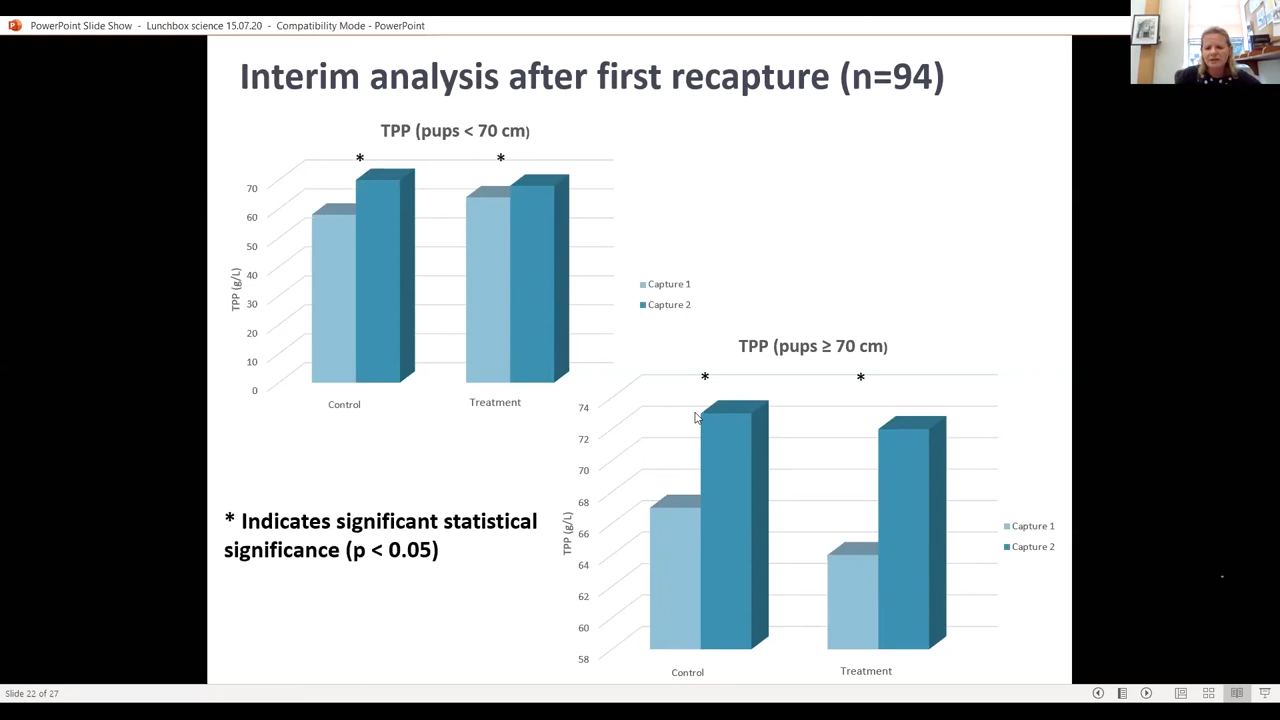 PowerPoint Slide Show - Lunchbox science 15.07.20 - Compatibility Mode - PowerPoint
Interim analysis after first recapture (n=94)
TPP (pups < 70 cm)
* *
70
60
50
40
30
20
10
0
TPP (g/L)
Control Treatment
Capture 1
Capture 2
TPP (pups ≥ 70 cm)
* *
74
72
70
68
66
64
62
60
58
TPP (g/L)
Control Treatment
Capture 1
Capture 2
* Indicates significant statistical
significance (p < 0.05)
Slide 22 of 27